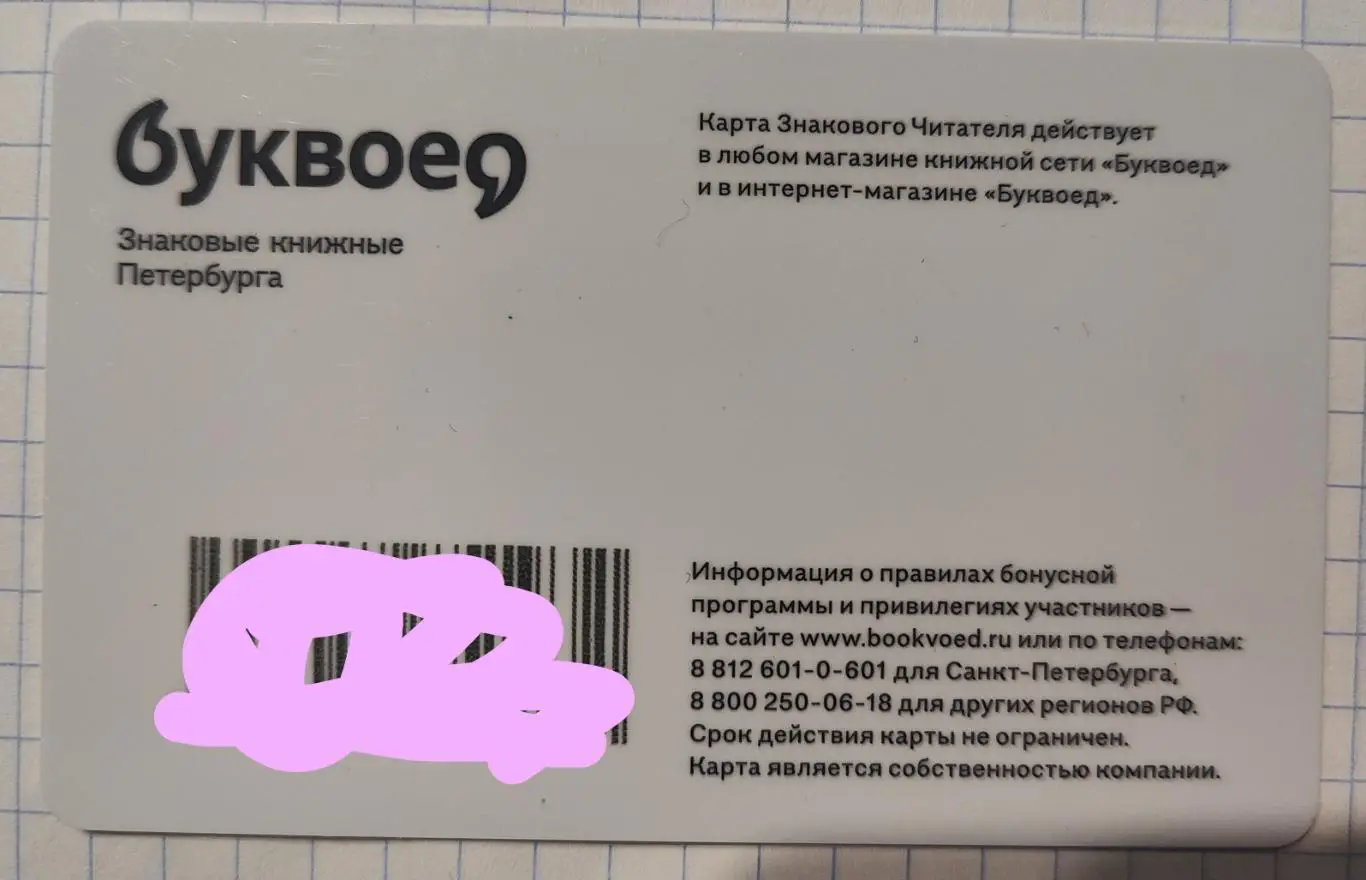 буквоед
Знаковые книжные
Петербурга
Карта Знакового Читателя действует
в любом магазине книжной сети «Буквоед»
и в интернет-магазине «Буквоед».
Информация о правилах бонусной
программы и привилегиях участников —
на сайте www.bookvoed.ru или по телефонам:
8 812 601-0-601 для Санкт-Петербурга,
8 800 250-06-18 для других регионов РФ.
Срок действия карты не ограничен.
Карта является собственностью компании.